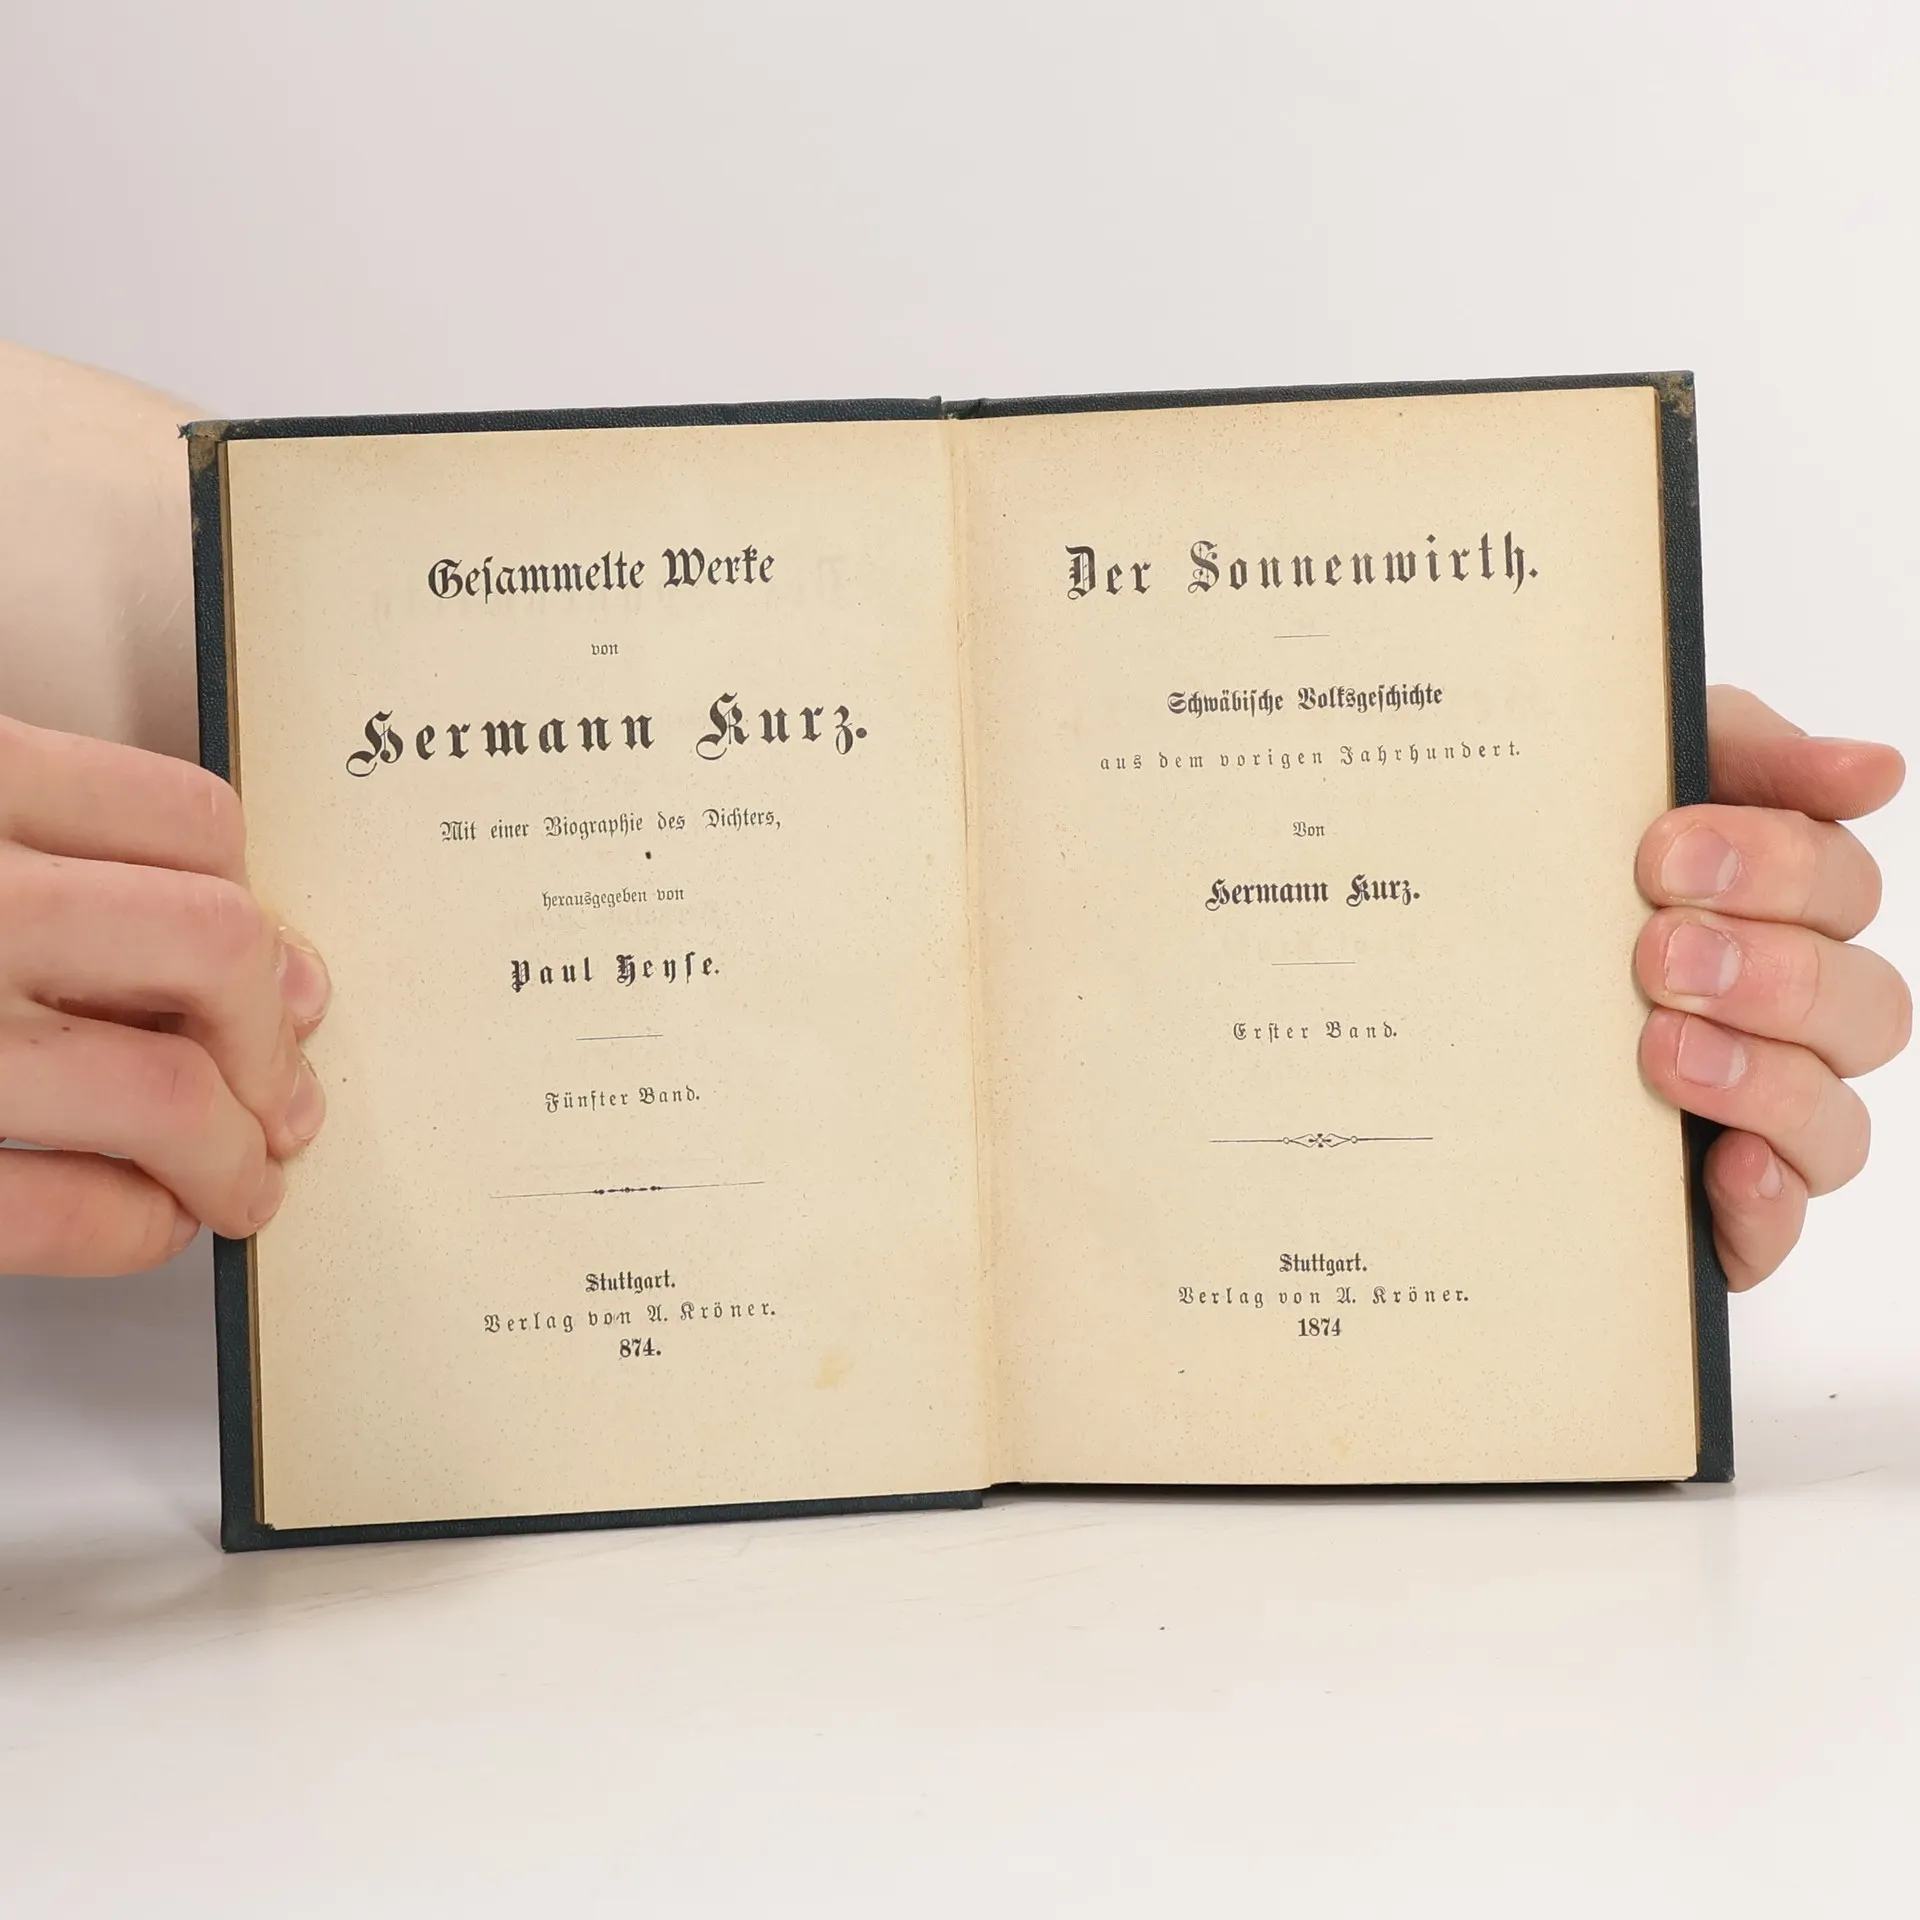 Gesammelte Werke
von
Hermann Kurz.
Mit einer Biographie des Dichters,
herausgegeben von
Paul Heyse.
Fünfter Band.
Stuttgart.
Verlag von A. Kröner.
874.
Der Sonnenwirth.
Schwäbische Volksgeschichte
aus dem vorigen Jahrhundert.
Von
Hermann Kurz.
Erster Band.
Stuttgart.
Verlag von A. Kröner.
1874